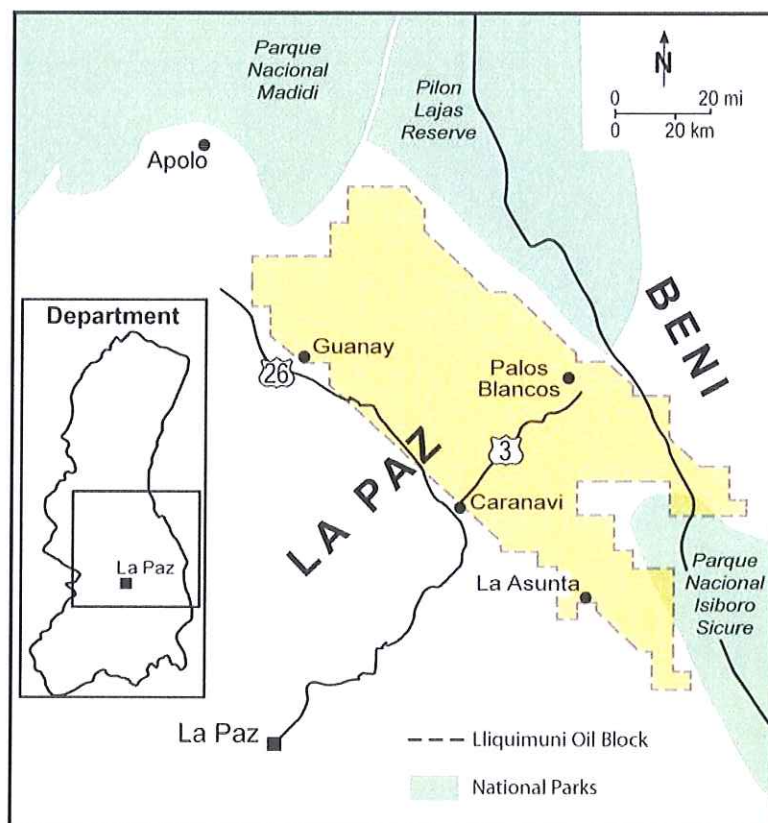 Parque
Nacional
Madidi
Pilon
Lajas
Reserve
N
0 20 mi
0 20 km
Apolo
BENI
Department
La Paz
Guanay
26
Palos
Blancos
3
LA PAZ
Caranavi
La Asunta
Parque
Nacional
Isiboro
Sicure
La Paz
Lliquimuni Oil Block
National Parks